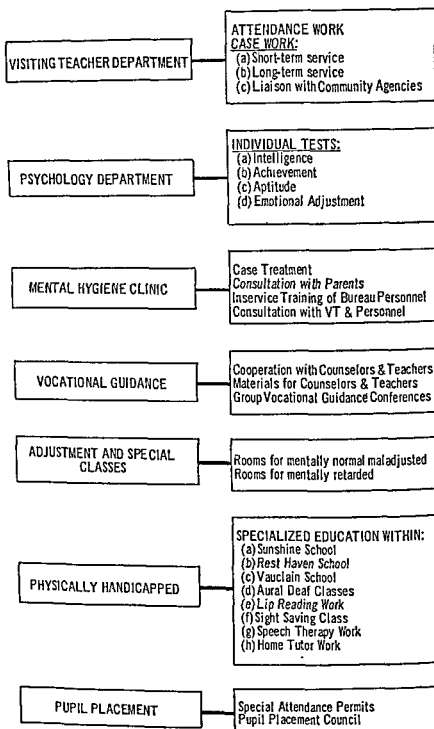 VISITING TEACHER DEPARTMENT
ATTENDANCE WORK
CASE WORK:
(a) Short-term service
(b) Long-term service
(c) Liaison with Community Agencies
PSYCHOLOGY DEPARTMENT
INDIVIDUAL TESTS:
(a) Intelligence
(b) Achievement
(c) Aptitude
(d) Emotional Adjustment
MENTAL HYGIENE CLINIC
Case Treatment
Consultation with Parents
Inservice Training of Bureau Personnel
Consultation with VT & Personnel
VOCATIONAL GUIDANCE
Cooperation with Counselors & Teachers
Materials for Counselors & Teachers
Group Vocational Guidance Conferences
ADJUSTMENT AND SPECIAL
CLASSES
Rooms for mentally normal maladjusted
Rooms for mentally retarded
PHYSICALLY HANDICAPPED
SPECIALIZED EDUCATION WITHIN:
(a) Sunshine School
(b) Rest Haven School
(c) Vauclain School
(d) Aural Deaf Classes
(e) Lip Reading Work
(f) Sight Saving Class
(g) Speech Therapy Work
(h) Home Tutor Work
PUPIL PLACEMENT
Special Attendance Permits
Pupil Placement Council